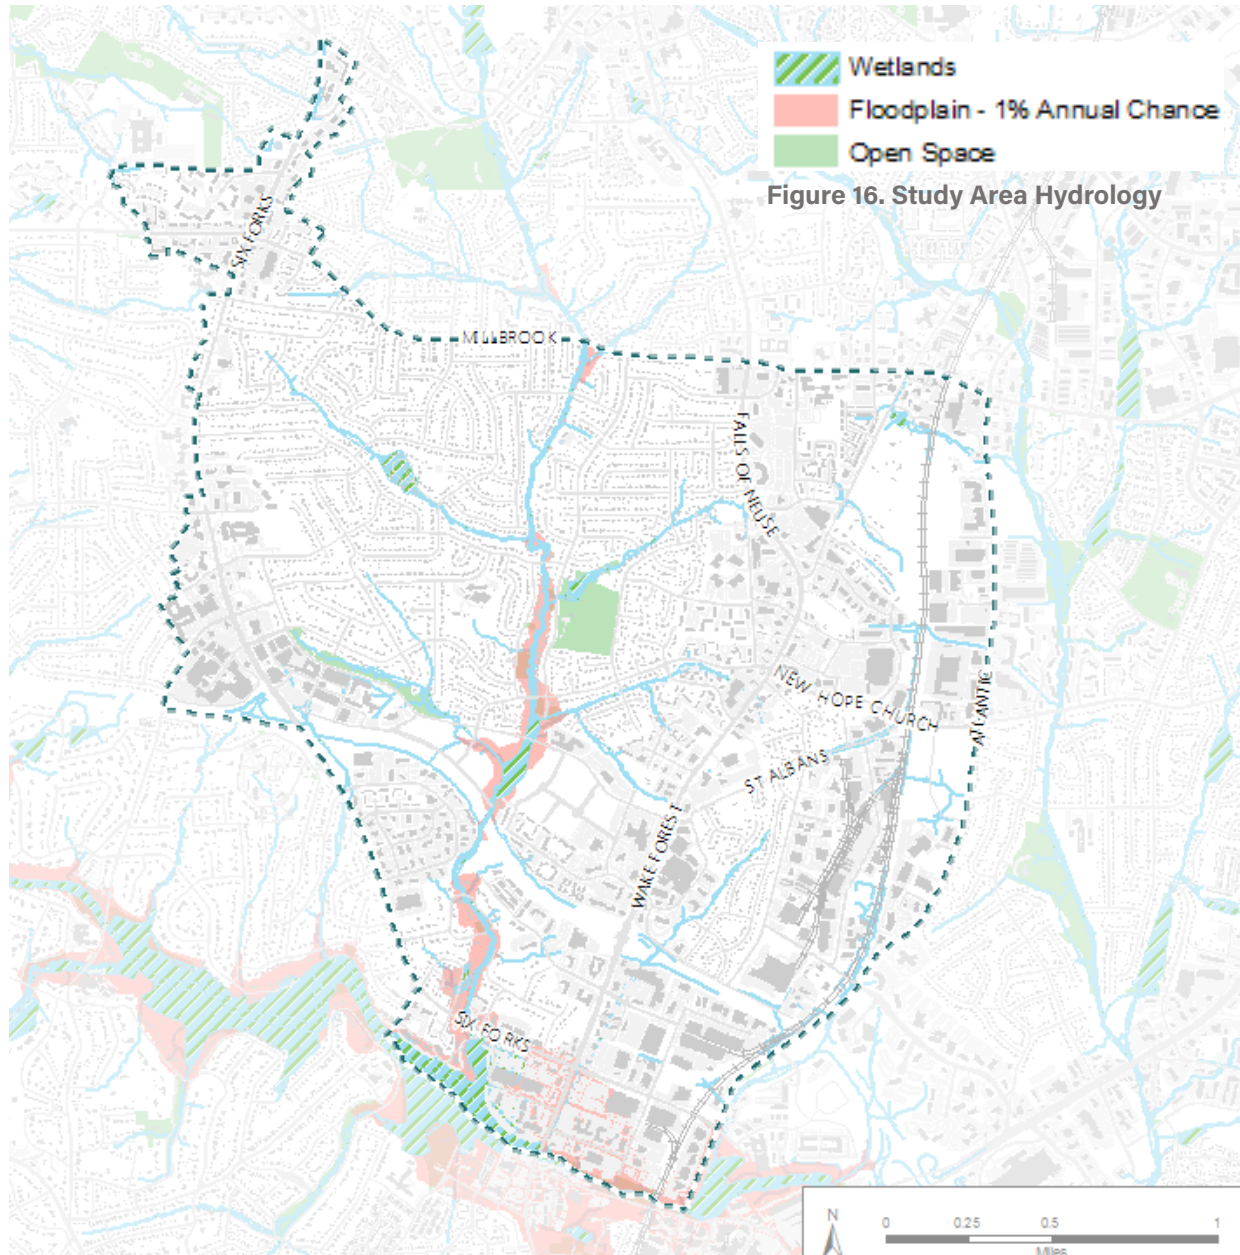 Wetlands
Floodplain - 1% Annual Chance
Open Space
Figure 16. Study Area Hydrology
SIX FORKS
MILLBROOK
FALLS OF NEUSE
NEW HOPE CHURCH
ATLANTIC
ST ALBANS
WAKE FOREST
SIX FORKS
N
0 0.25 0.5 1
Miles